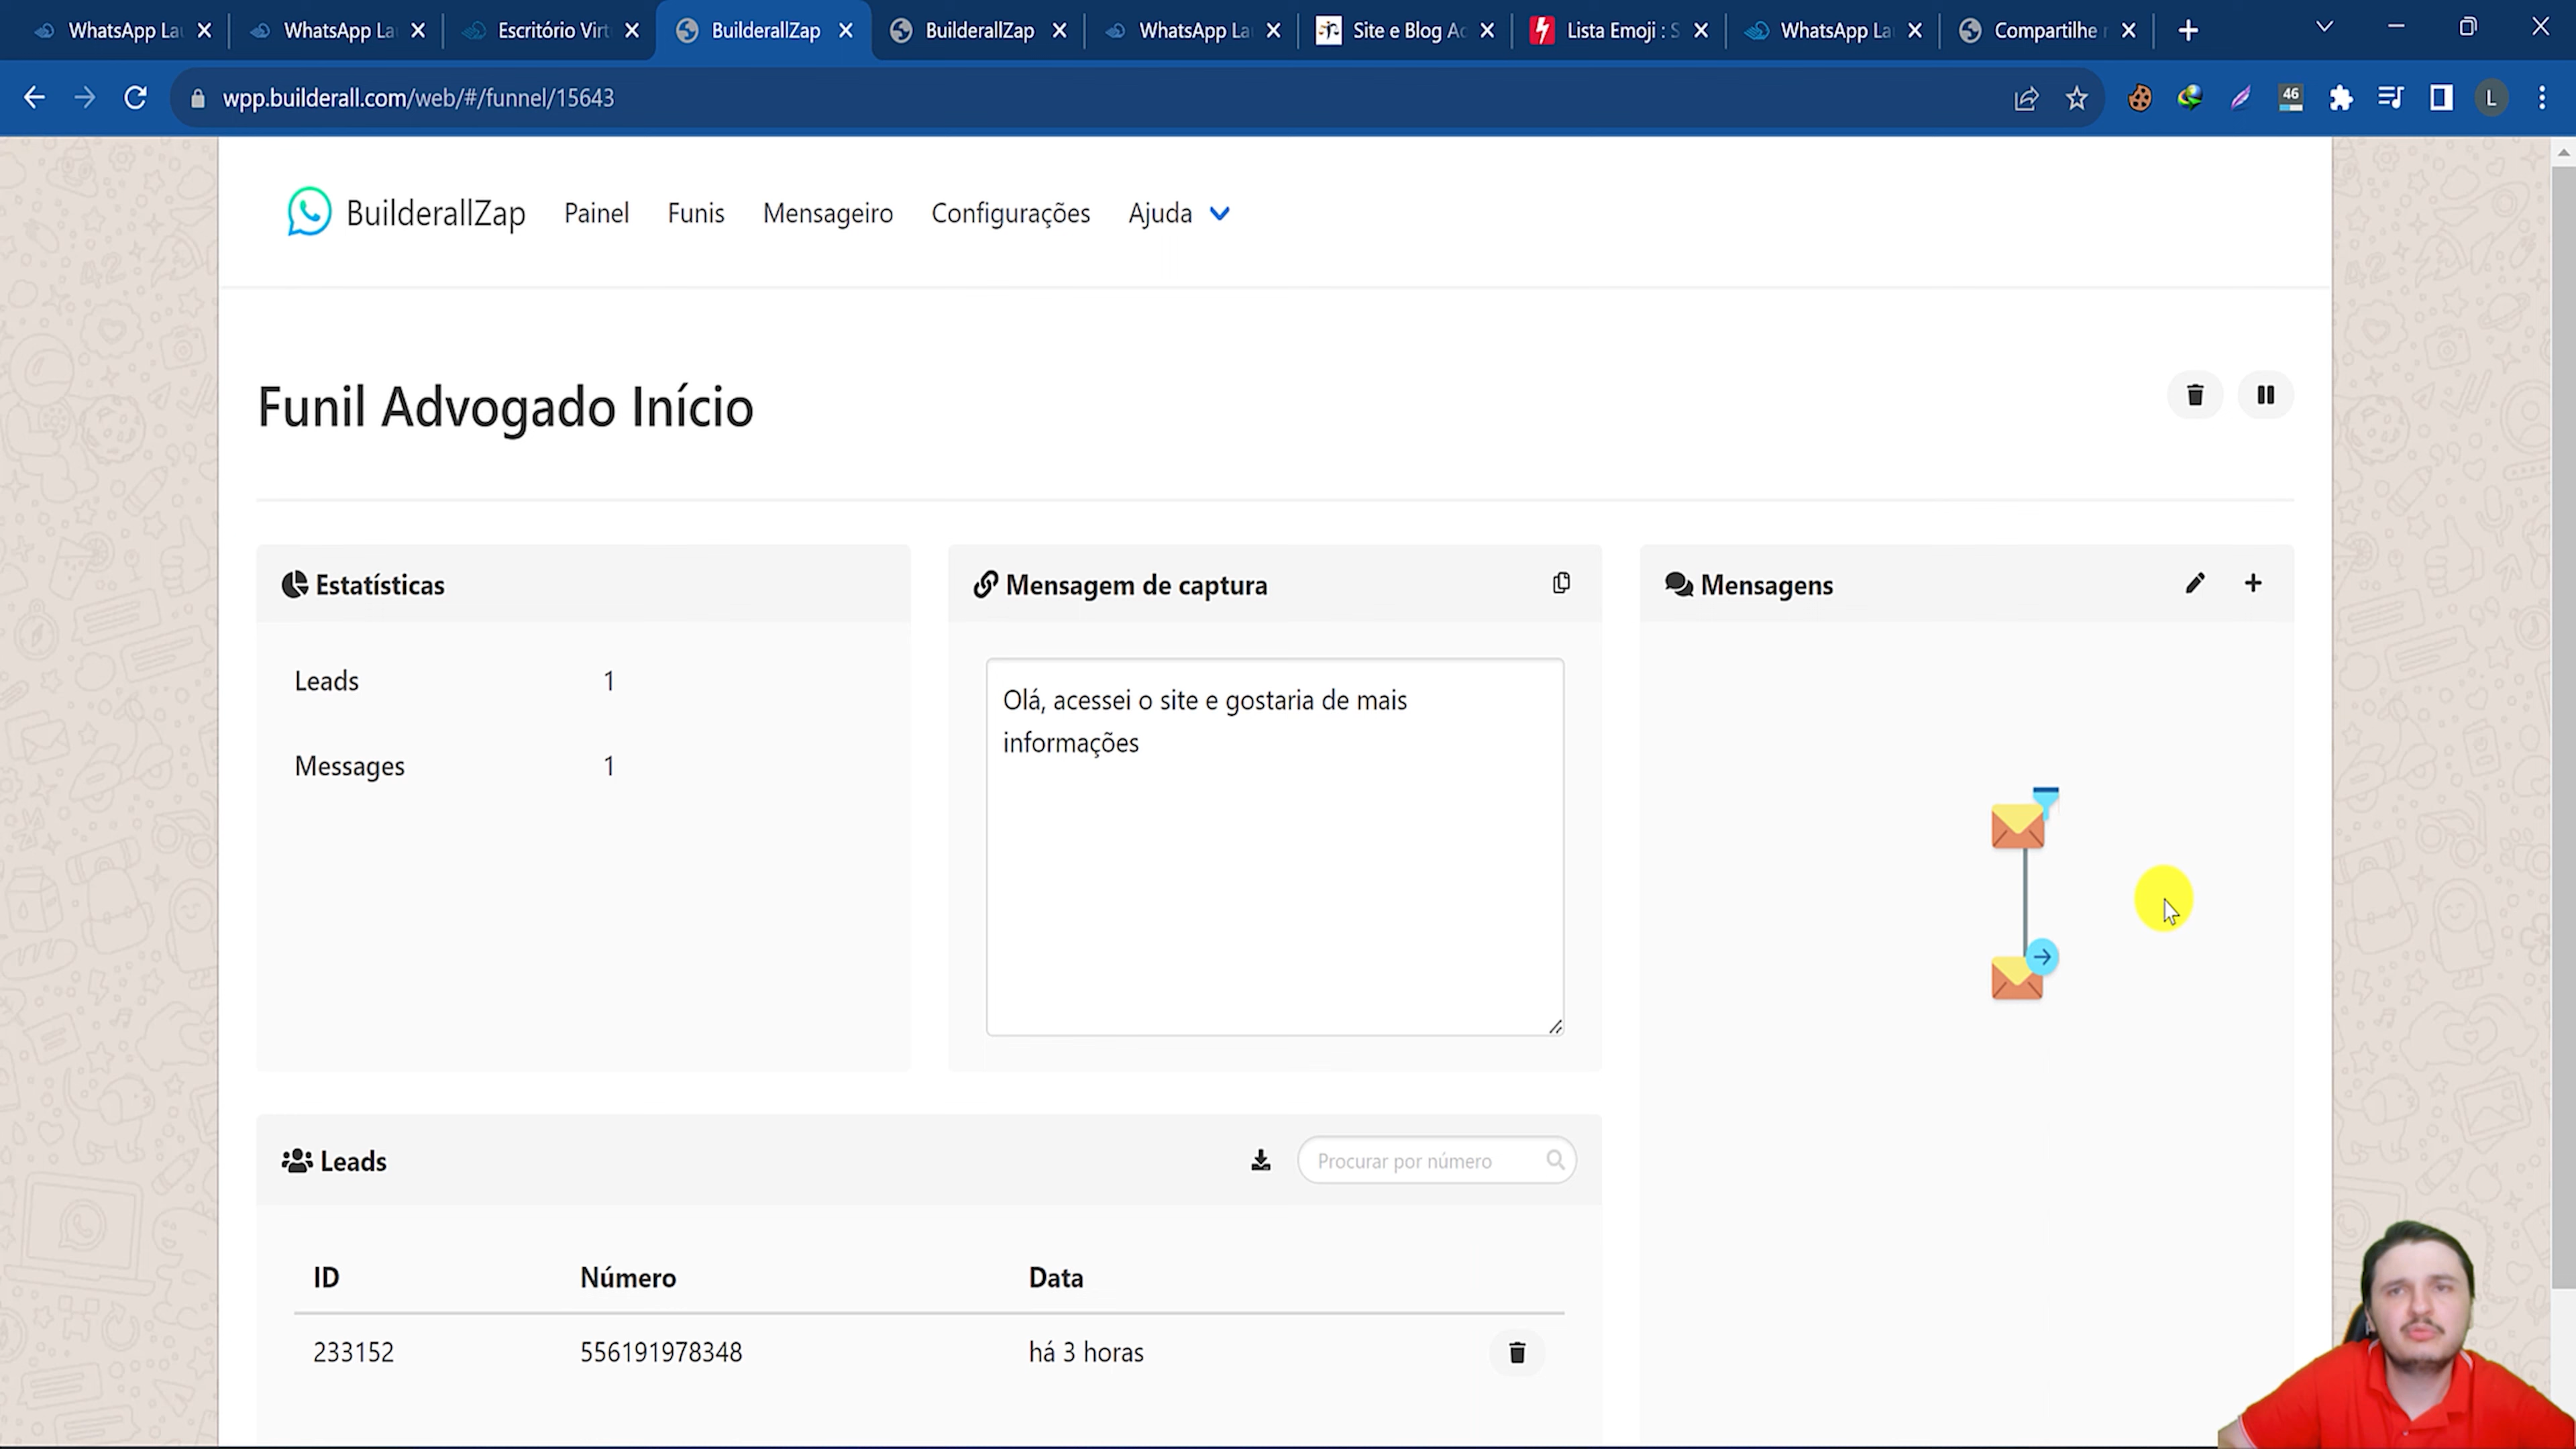 WhatsApp La
WhatsApp La
Escritório Virt
BuilderallZap
BuilderallZap
WhatsApp La
Site e Blog Ac
Lista Emoji : S
WhatsApp La
Compartilhe
wpp.builderall.com/web/#/funnel/15643
46
L
BuilderallZap
Painel
Funis
Mensageiro
Configurações
Ajuda
Funil Advogado Início
Estatísticas
Leads 1
Messages 1
Mensagem de captura
Olá, acessei o site e gostaria de mais
informações
Mensagens
Leads
Procurar por número
ID Número Data
233152 556191978348 há 3 horas